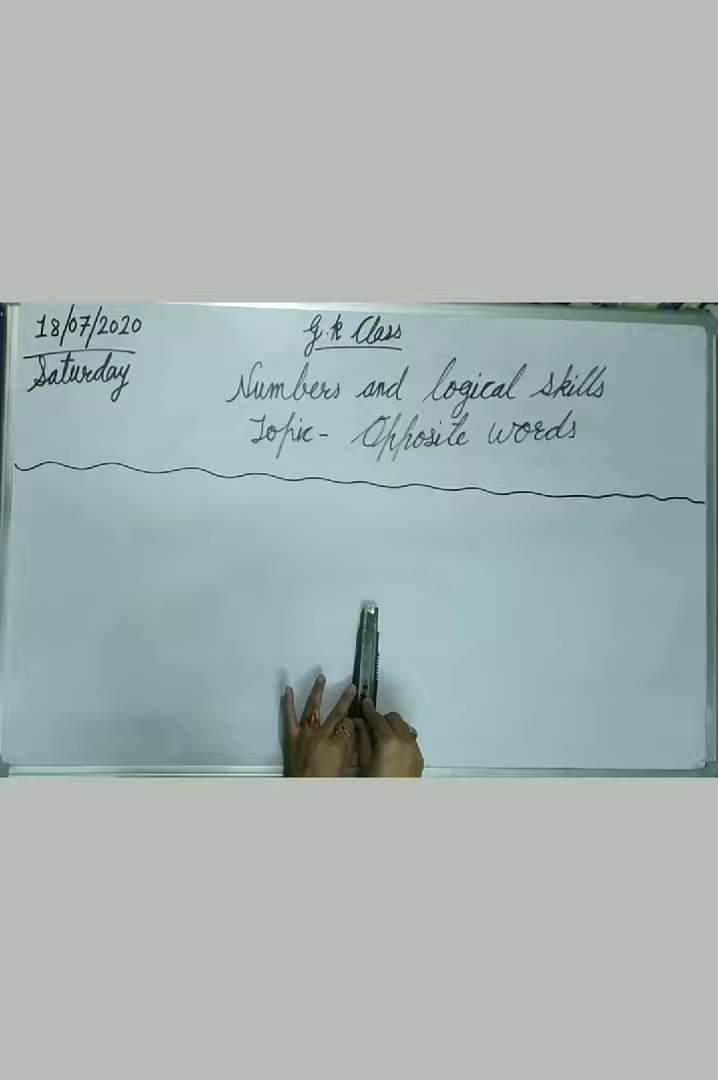 18/07/2020
Saturday
G.K Class
Numbers and logical skills
Topic- Opposite words